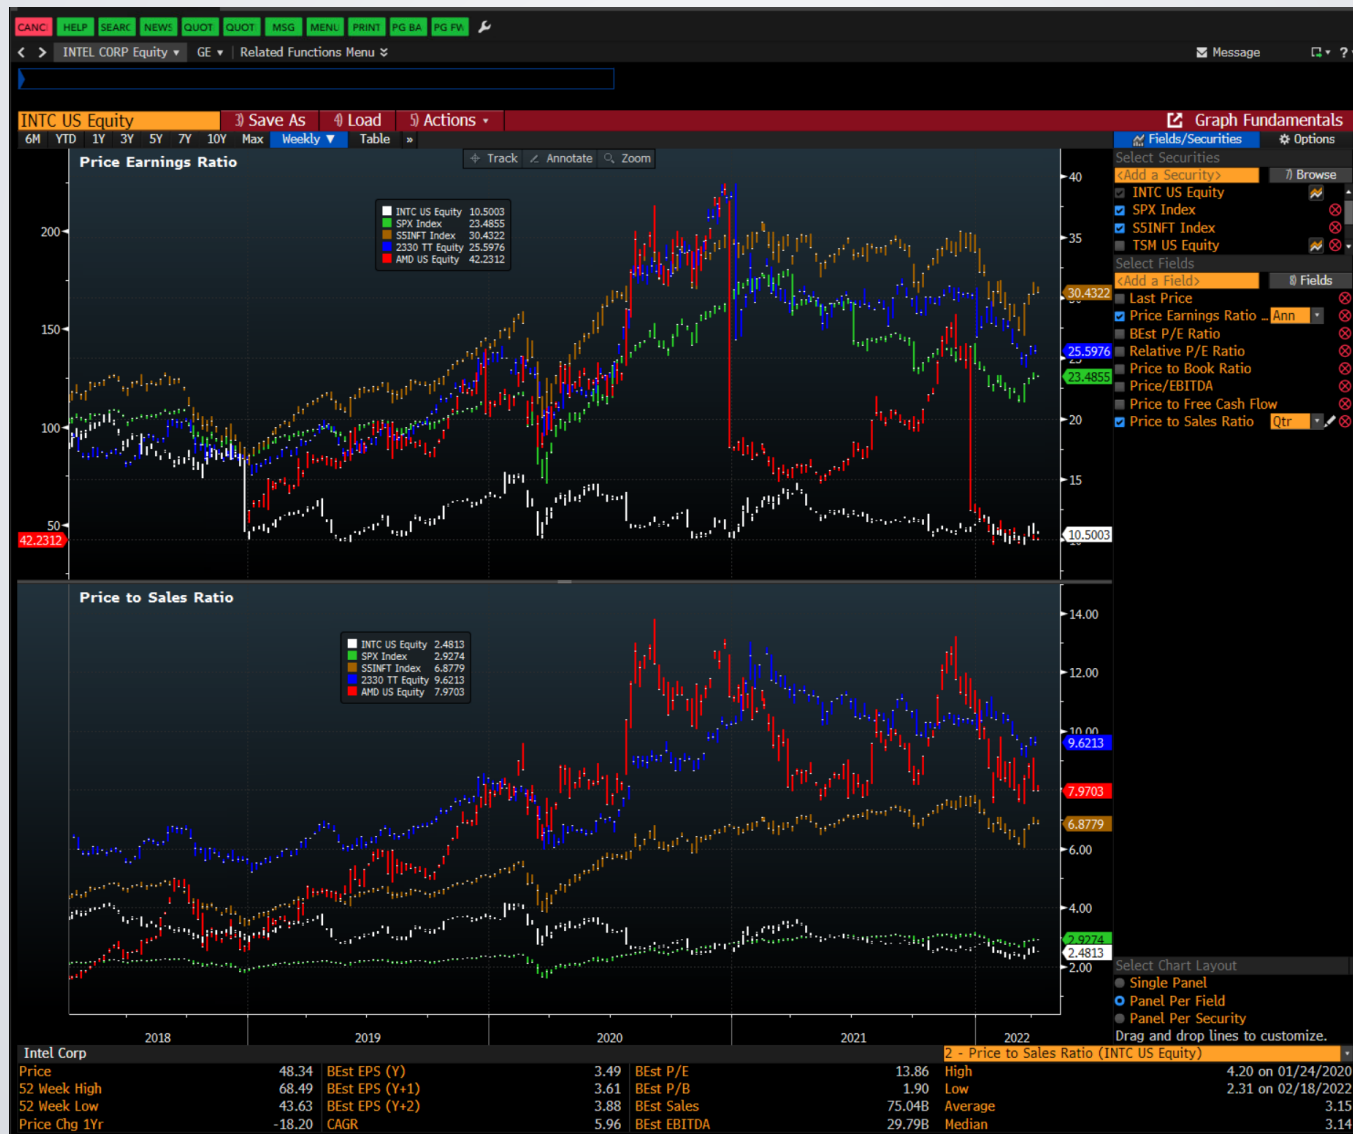 CANC HELP SEARC NEWS QUOT QUOT MSG MENU PRINT PG BA PG FW
< > INTEL CORP Equity ▾ GE ▾ | Related Functions Menu Message ?
INTC US Equity 3) Save As 4) Load 5) Actions Graph Fundamentals
6M YTD 1Y 3Y 5Y 7Y 10Y Max Weekly ▼ Table » Fields/Securities Options
Price Earnings Ratio
Track Annotate Zoom
INTC US Equity 10.5003
SPX Index 23.4855
S5INFT Index 30.4322
2330 TT Equity 25.5976
AMD US Equity 42.2312
200
150
100
50
42.2312
40
35
30.4322
30
25.5976
25
23.4855
20
15
10.5003
10
Select Securities
<Add a Security> 7) Browse
INTC US Equity
SPX Index
S5INFT Index
TSM US Equity
Select Fields
<Add a Field> 8) Fields
Last Price
Price Earnings Ratio .. Ann
BEst P/E Ratio
Relative P/E Ratio
Price to Book Ratio
Price/EBITDA
Price to Free Cash Flow
Price to Sales Ratio Qtr
Price to Sales Ratio
INTC US Equity 2.4813
SPX Index 2.9274
S5INFT Index 6.8779
2330 TT Equity 9.6213
AMD US Equity 7.9703
14.00
12.00
10.00
9.6213
7.9703
6.8779
6.00
4.00
2.9274
2.4813
2.00
2018 2019 2020 2021 2022
Select Chart Layout
Single Panel
Panel Per Field
Panel Per Security
Drag and drop lines to customize.
Intel Corp 2 - Price to Sales Ratio (INTC US Equity)
Price 48.34 BEst EPS (Y) 3.49 BEst P/E 13.86 High 4.20 on 01/24/2020
52 Week High 68.49 BEst EPS (Y+1) 3.61 BEst P/B 1.90 Low 2.31 on 02/18/2022
52 Week Low 43.63 BEst EPS (Y+2) 3.88 BEst Sales 75.04B Average 3.15
Price Chg 1Yr -18.20 CAGR 5.96 BEst EBITDA 29.79B Median 3.14